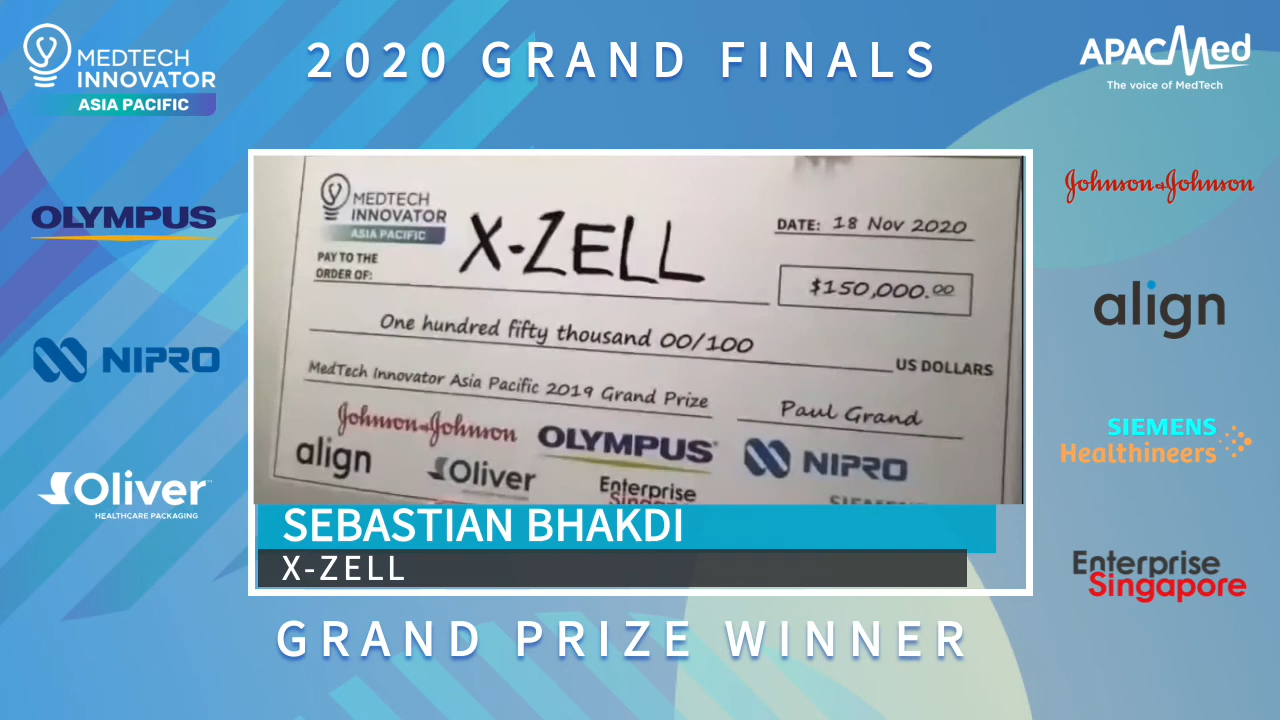 MEDTECH
INNOVATOR
ASIA PACIFIC
2020 GRAND FINALS
APACMed
The voice of MedTech
OLYMPUS
NIPRO
Oliver
HEALTHCARE PACKAGING
MEDTECH
INNOVATOR
ASIA PACIFIC
X-ZELL
DATE: 18 Nov 2020
PAY TO THE
ORDER OF:
$150,000.00
One hundred fifty thousand 00/100
US DOLLARS
MedTech Innovator Asia Pacific 2019 Grand Prize
Paul Grand
Johnson & Johnson
OLYMPUS
NIPRO
align
Oliver
Enterprise
Singapore
SIEMENS
SEBASTIAN BHAKDI
X-ZELL
Johnson & Johnson
align
SIEMENS
Healthineers
Enterprise
Singapore
GRAND PRIZE WINNER